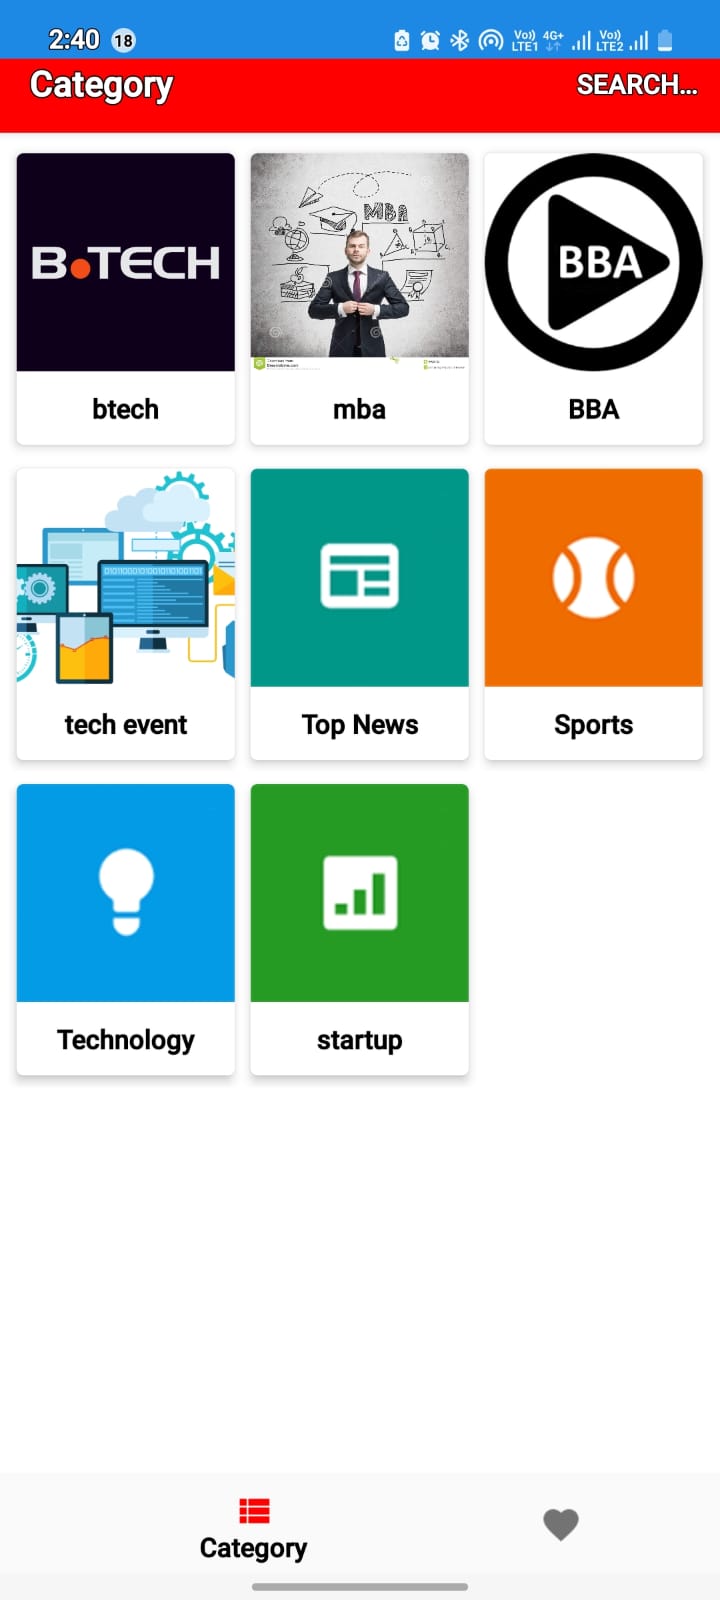 2:40 18 Vo)) LTE1 4G+ Vo)) LTE2
Category SEARCH...
B.TECH
MBA
BBA
btech mba BBA
01011000101001011010011101
tech event Top News Sports
Technology startup
Category